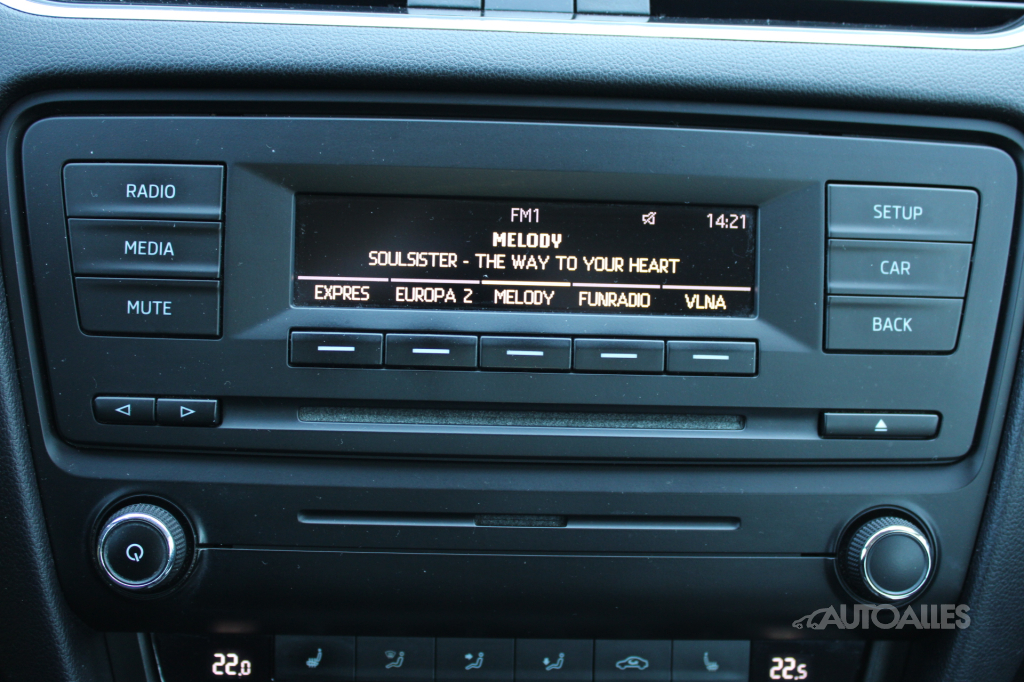 RADIO
MEDIA
MUTE
FM1 14:21
MELODY
SOULSISTER - THE WAY TO YOUR HEART
EXPRES EUROPA 2 MELODY FUNRADIO VLNA
SETUP
CAR
BACK
AUTOALLES
22.0 22.5